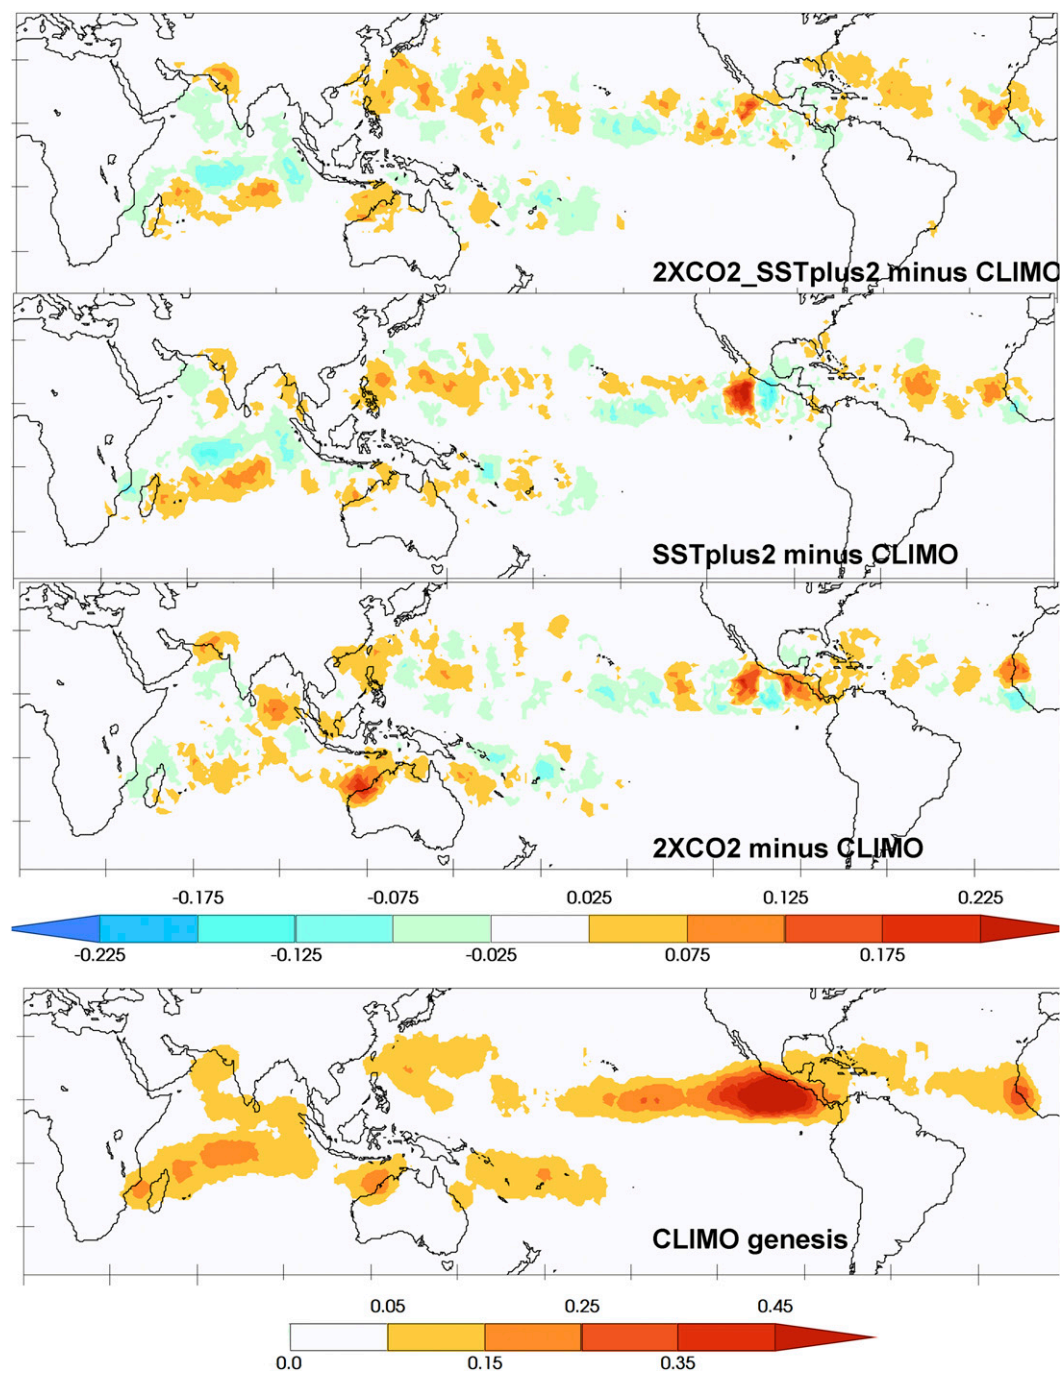 2XCO2_SSTplus2 minus CLIMO
SSTplus2 minus CLIMO
2XCO2 minus CLIMO
-0.175 -0.075 0.025 0.125 0.225
-0.225 -0.125 -0.025 0.075 0.175
CLIMO genesis
0.05 0.25 0.45
0.0 0.15 0.35